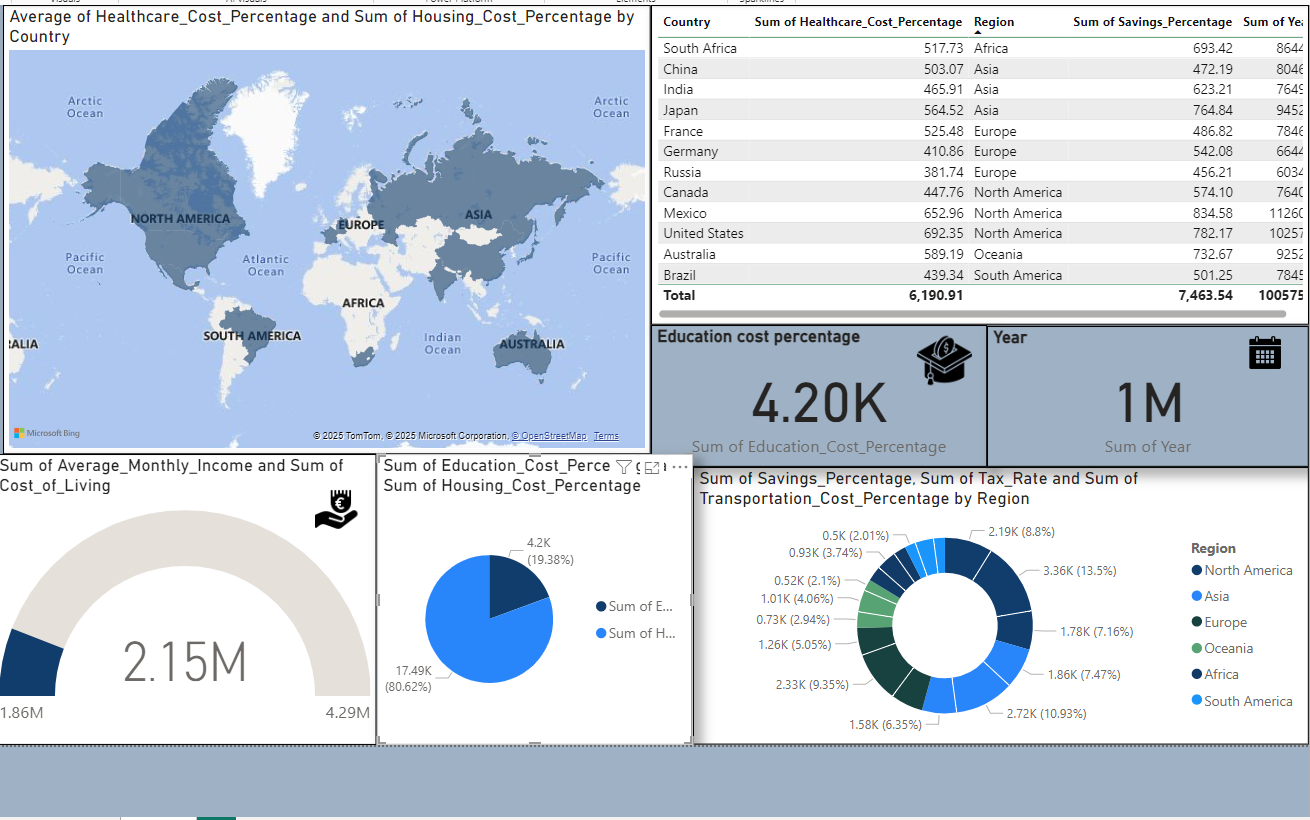 Average of Healthcare_Cost_Percentage and Sum of Housing_Cost_Percentage by
Country
Arctic
Ocean
Arctic
Ocean
NORTH AMERICA
EUROPE
ASIA
Pacific
Ocean
Atlantic
Ocean
Pacific
Ocean
AFRICA
SOUTH AMERICA
Indian
Ocean
RALIA
AUSTRALIA
Microsoft Bing
© 2025 TomTom, © 2025 Microsoft Corporation, © OpenStreetMap Terms
Country Sum of Healthcare_Cost_Percentage Region Sum of Savings_Percentage Sum of Yea
South Africa 517.73 Africa 693.42 8644
China 503.07 Asia 472.19 8046
India 465.91 Asia 623.21 7649
Japan 564.52 Asia 764.84 9452
France 525.48 Europe 486.82 7846
Germany 410.86 Europe 542.08 6644
Russia 381.74 Europe 456.21 6034
Canada 447.76 North America 574.10 7640
Mexico 652.96 North America 834.58 11260
United States 692.35 North America 782.17 10257
Australia 589.19 Oceania 732.67 9252
Brazil 439.34 South America 501.25 7845
Total 6,190.91 7,463.54 100575
Education cost percentage
4.20K
Sum of Education_Cost_Percentage
Year
1M
Sum of Year
Sum of Average_Monthly_Income and Sum of
Cost_of_Living
2.15M
1.86M 4.29M
Sum of Education_Cost_Perce
Sum of Housing_Cost_Percentage
4.2K
(19.38%)
17.49K
(80.62%)
Sum of E...
Sum of H...
Sum of Savings_Percentage, Sum of Tax_Rate and Sum of
Transportation_Cost_Percentage by Region
2.19K (8.8%)
3.36K (13.5%)
1.78K (7.16%)
1.86K (7.47%)
2.72K (10.93%)
1.58K (6.35%)
2.33K (9.35%)
1.26K (5.05%)
0.73K (2.94%)
1.01K (4.06%)
0.52K (2.1%)
0.93K (3.74%)
0.5K (2.01%)
Region
North America
Asia
Europe
Oceania
Africa
South America